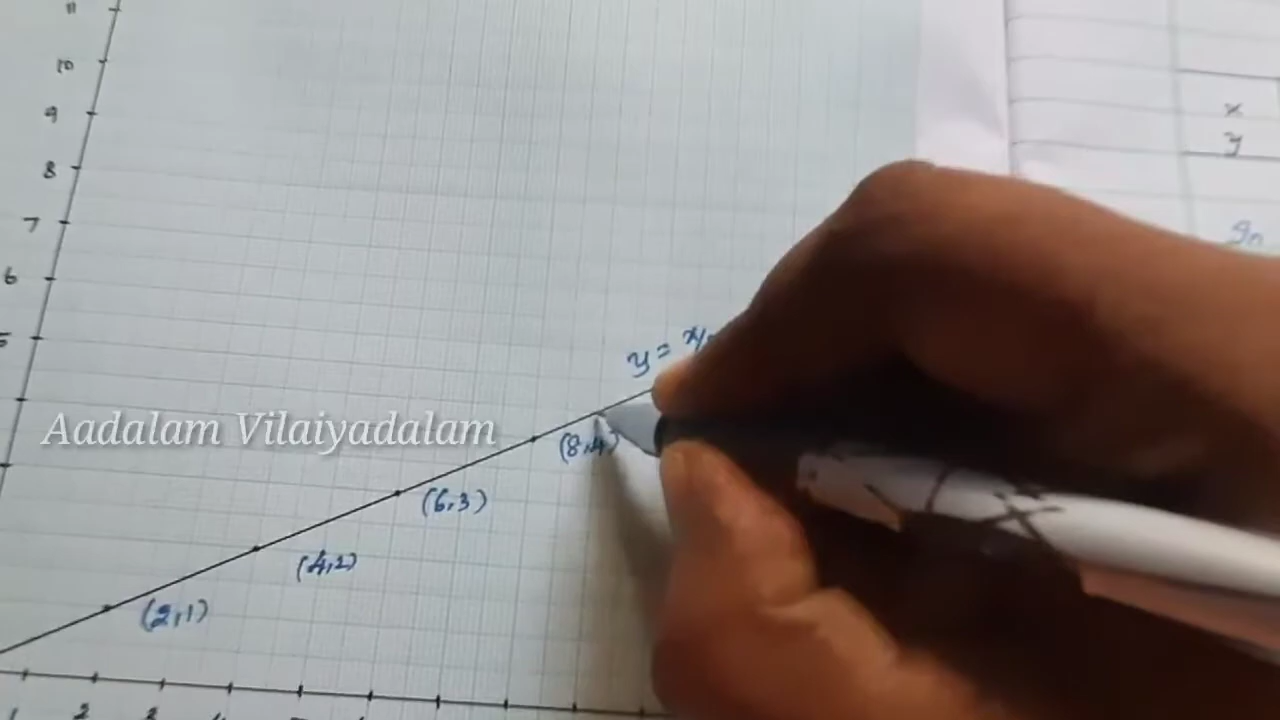 11
10
9
8
7
6
5
x
y
y = x/
Aadalam Vilaiyadalam
(8,4)
(6,3)
(4,2)
(2,1)
1 2 3 4